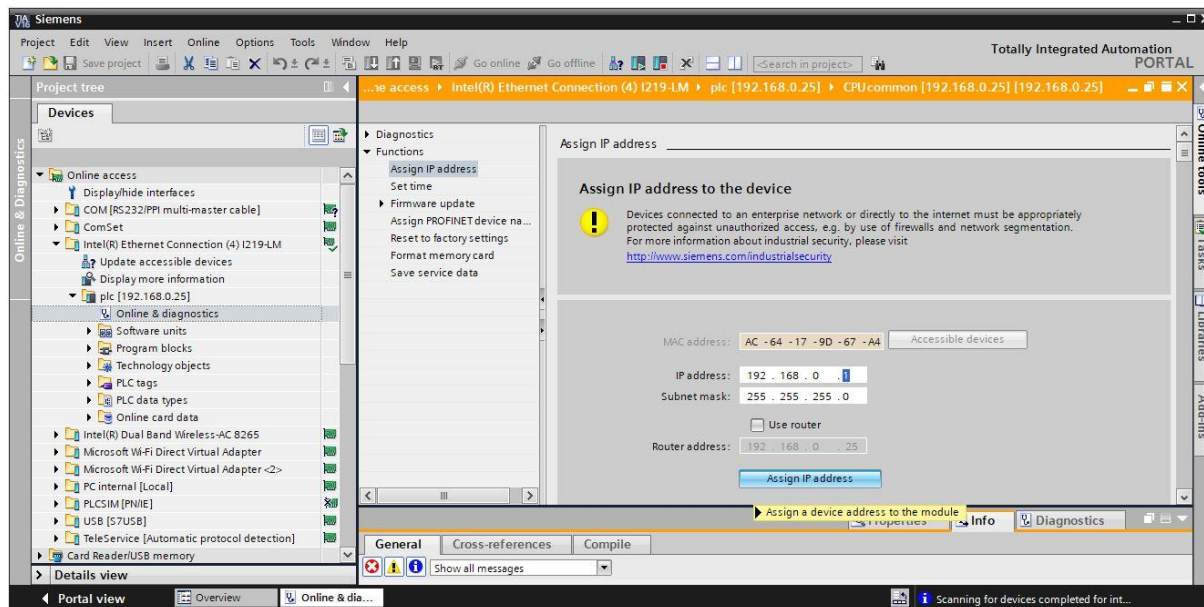 Siemens
Project Edit View Insert Online Options Tools Window Help
Save project
Go online
Go offline
<Search in project>
Totally Integrated Automation
PORTAL
Project tree
...ne access ▸ Intel(R) Ethernet Connection (4) I219-LM ▸ plc [192.168.0.25] ▸ CPUcommon [192.168.0.25] [192.168.0.25]
Devices
Online & Diagnostics
Online access
Display/hide interfaces
COM [RS232/PPI multi-master cable]
ComSet
Intel(R) Ethernet Connection (4) I219-LM
Update accessible devices
Display more information
plc [192.168.0.25]
Online & diagnostics
Software units
Program blocks
Technology objects
PLC tags
PLC data types
Online card data
Intel(R) Dual Band Wireless-AC 8265
Microsoft Wi-Fi Direct Virtual Adapter
Microsoft Wi-Fi Direct Virtual Adapter <2>
PC internal [Local]
PLCSIM [PN/IE]
USB [S7USB]
TeleService [Automatic protocol detection]
Card Reader/USB memory
Details view
Diagnostics
Functions
Assign IP address
Set time
Firmware update
Assign PROFINET device na...
Reset to factory settings
Format memory card
Save service data
Assign IP address
Assign IP address to the device
Devices connected to an enterprise network or directly to the internet must be appropriately
protected against unauthorized access, e.g. by use of firewalls and network segmentation.
For more information about industrial security, please visit
http://www.siemens.com/industrialsecurity
MAC address: AC - 64 - 17 - 9D - 67 - A4 Accessible devices
IP address: 192 . 168 . 0 . 1
Subnet mask: 255 . 255 . 255 . 0
Use router
Router address: 192 . 168 . 0 . 25
Assign IP address
Assign a device address to the module
Info
Diagnostics
General Cross-references Compile
Show all messages
Online tools
Tasks
Libraries
Add-ins
Portal view
Overview
Online & dia...
Scanning for devices completed for int...